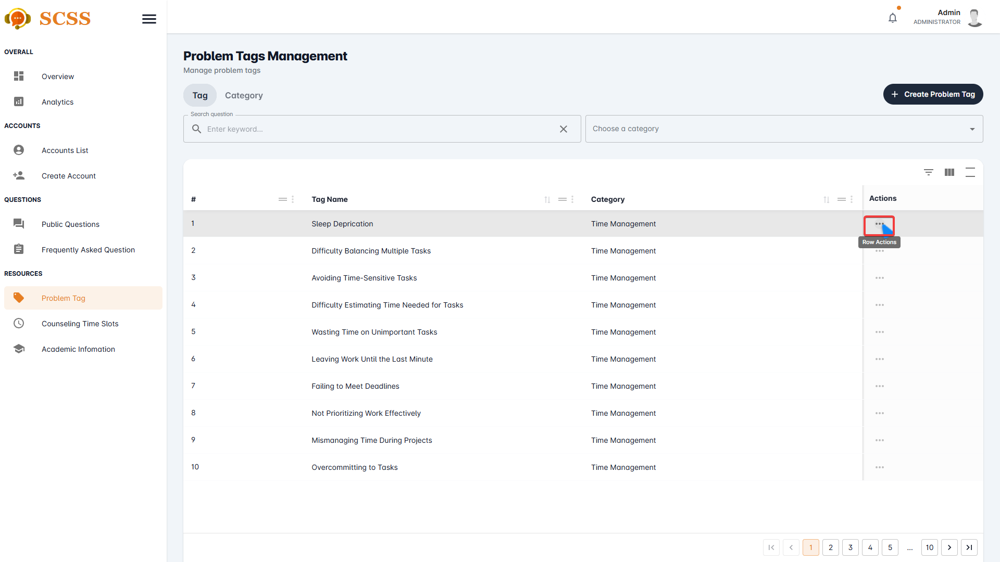 SCSS
Admin
ADMINISTRATOR
OVERALL
Overview
Analytics
ACCOUNTS
Accounts List
Create Account
QUESTIONS
Public Questions
Frequently Asked Question
RESOURCES
Problem Tag
Counseling Time Slots
Academic Infomation
Problem Tags Management
Manage problem tags
Tag Category
+ Create Problem Tag
Search question
Enter keyword...
Choose a category
# Tag Name Category Actions
1 Sleep Deprication Time Management
Row Actions
2 Difficulty Balancing Multiple Tasks Time Management
3 Avoiding Time-Sensitive Tasks Time Management
4 Difficulty Estimating Time Needed for Tasks Time Management
5 Wasting Time on Unimportant Tasks Time Management
6 Leaving Work Until the Last Minute Time Management
7 Failing to Meet Deadlines Time Management
8 Not Prioritizing Work Effectively Time Management
9 Mismanaging Time During Projects Time Management
10 Overcommitting to Tasks Time Management
1 2 3 4 5 ... 10